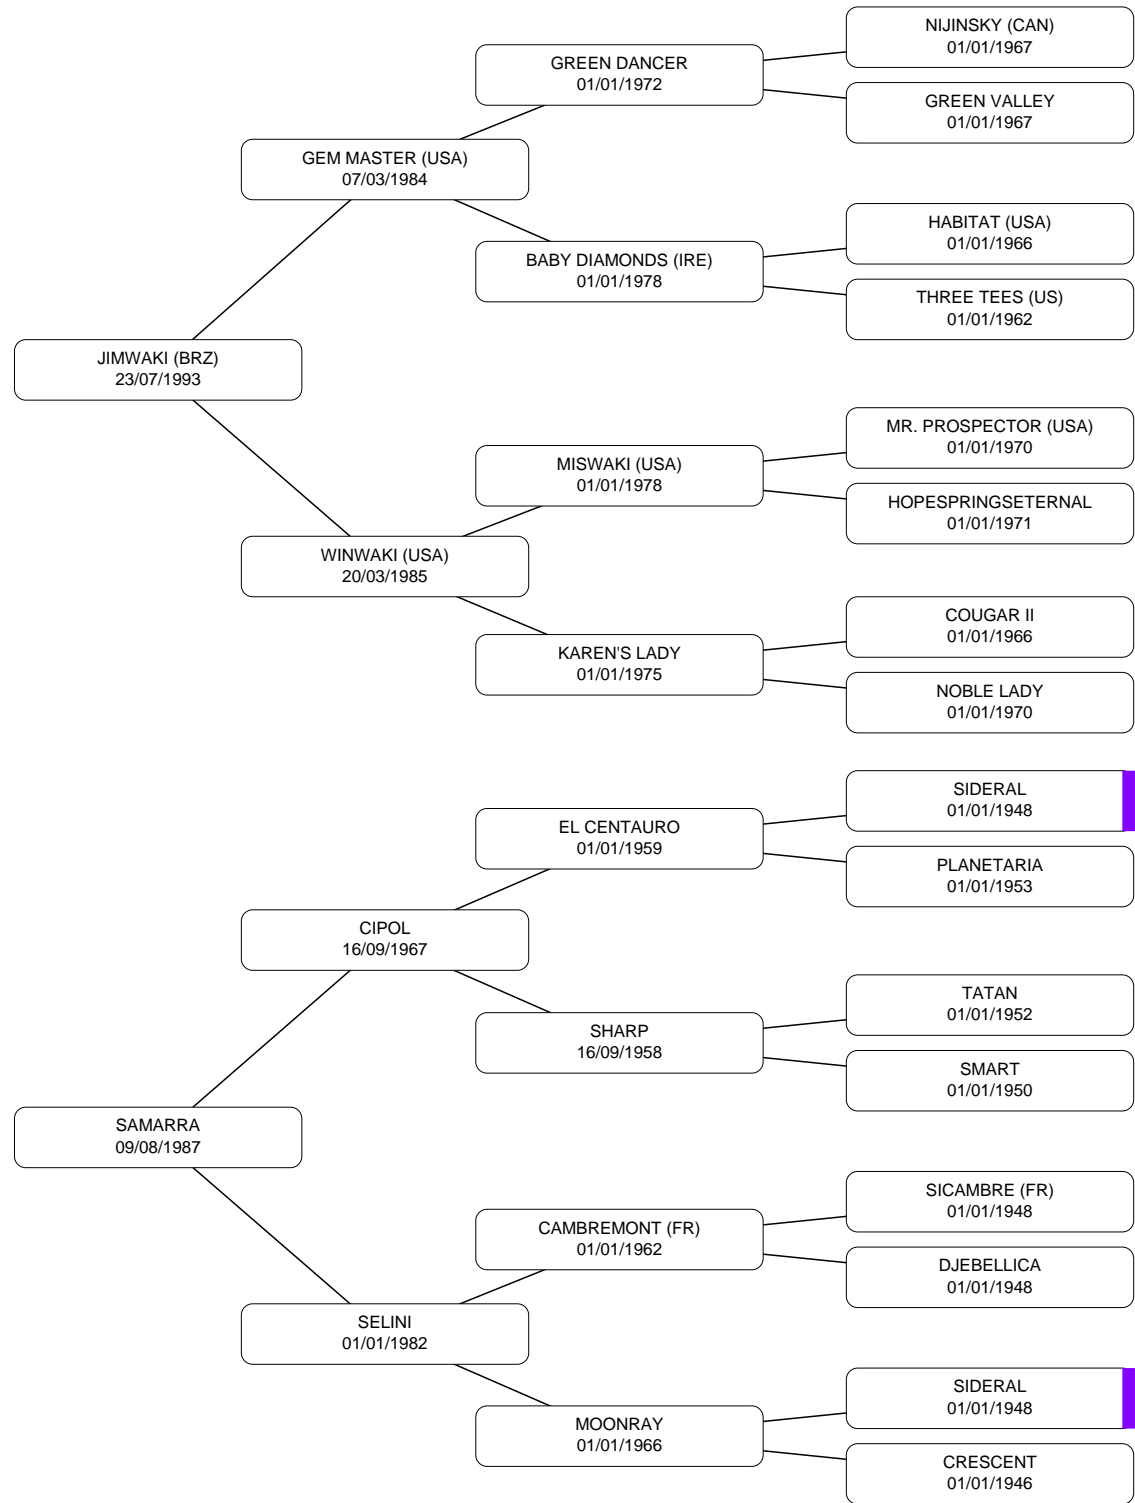 NIJINSKY (CAN)
01/01/1967
GREEN DANCER
01/01/1972
GREEN VALLEY
01/01/1967
GEM MASTER (USA)
07/03/1984
HABITAT (USA)
01/01/1966
BABY DIAMONDS (IRE)
01/01/1978
THREE TEES (US)
01/01/1962
JIMWAKI (BRZ)
23/07/1993
MR. PROSPECTOR (USA)
01/01/1970
MISWAKI (USA)
01/01/1978
HOPESPRINGSETERNAL
01/01/1971
WINWAKI (USA)
20/03/1985
COUGAR II
01/01/1966
KAREN'S LADY
01/01/1975
NOBLE LADY
01/01/1970
SIDERAL
01/01/1948
EL CENTAURO
01/01/1959
PLANETARIA
01/01/1953
CIPOL
16/09/1967
TATAN
01/01/1952
SHARP
16/09/1958
SMART
01/01/1950
SAMARRA
09/08/1987
SICAMBRE (FR)
01/01/1948
CAMBREMONT (FR)
01/01/1962
DJEBELLICA
01/01/1948
SELINI
01/01/1982
SIDERAL
01/01/1948
MOONRAY
01/01/1966
CRESCENT
01/01/1946